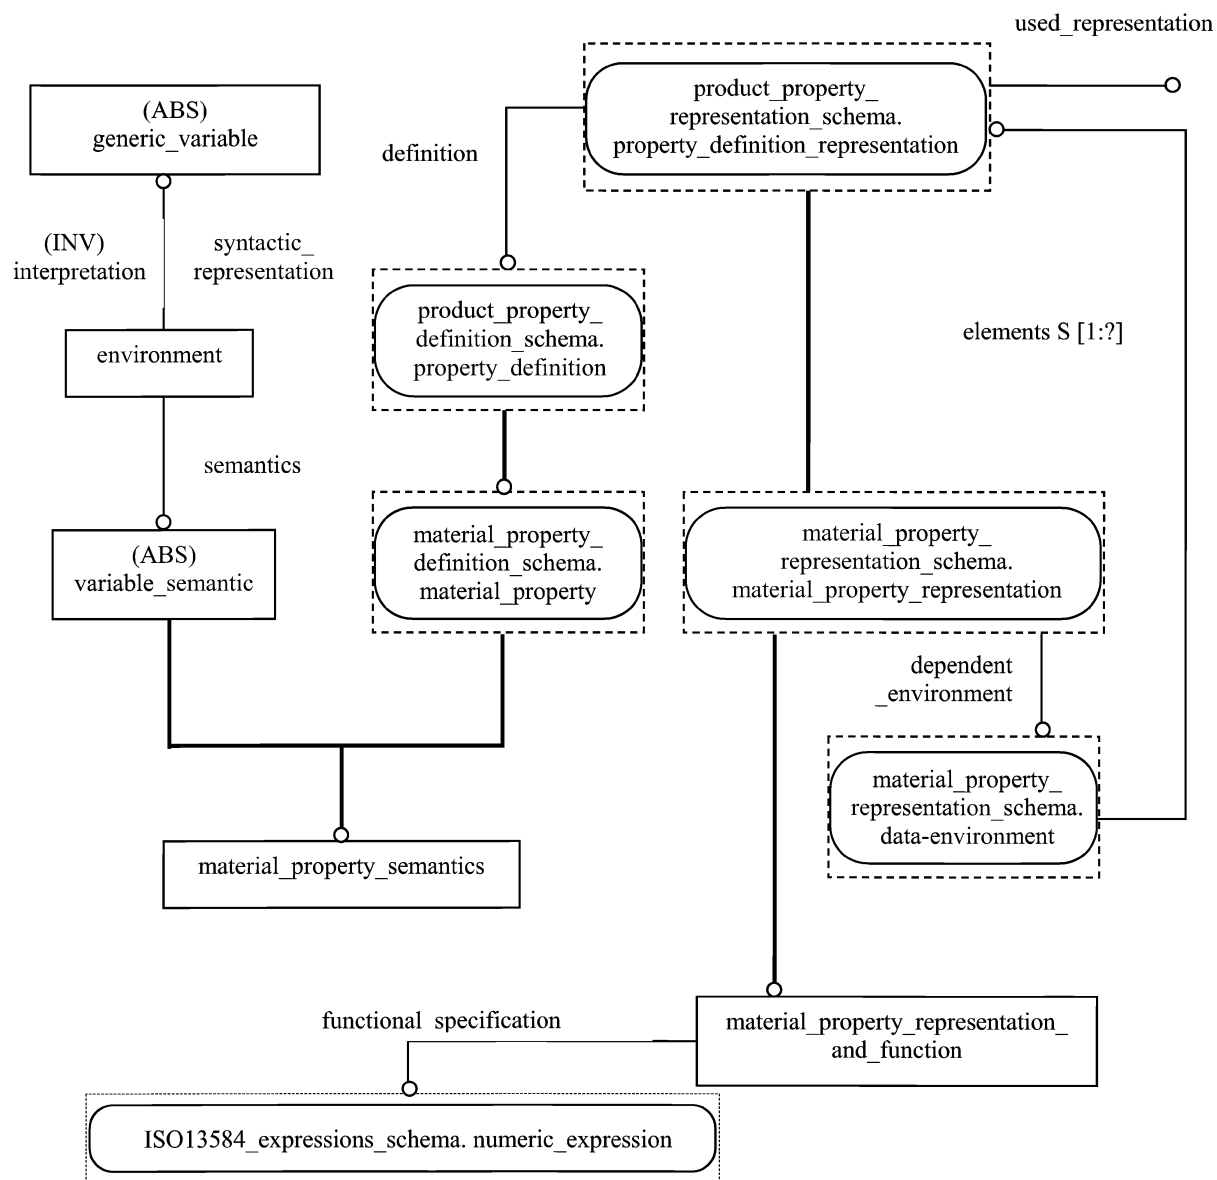 used_representation
(ABS)
generic_variable
product_property_
representation_schema.
property_definition_representation
definition
(INV)
interpretation
syntactic_
representation
product_property_
definition_schema.
property_definition
elements S [1:?]
environment
semantics
(ABS)
variable_semantic
material_property_
definition_schema.
material_property
material_property_
representation_schema.
material_property_representation
dependent
_environment
material_property_
representation_schema.
data-environment
material_property_semantics
functional specification
material_property_representation_
and_function
ISO13584_expressions_schema. numeric_expression